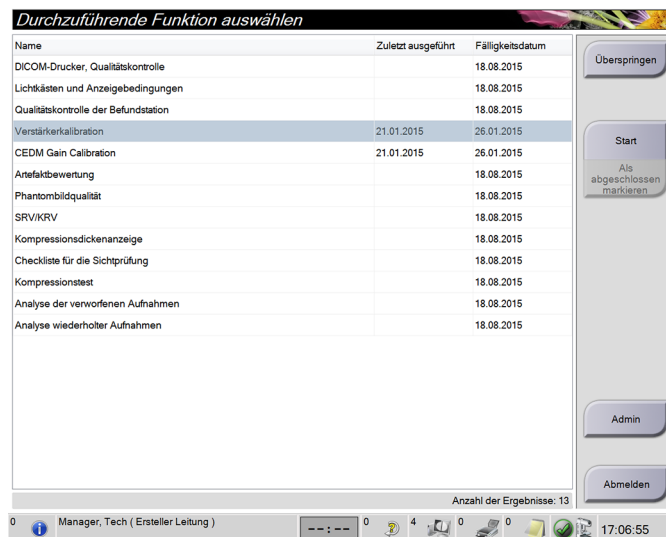 Durchzuführende Funktion auswählen
Name Zuletzt ausgeführt Fälligkeitsdatum
DICOM-Drucker, Qualitätskontrolle 18.08.2015
Lichtkästen und Anzeigebedingungen 18.08.2015
Qualitätskontrolle der Befundstation 18.08.2015
Verstärkerkalibration 21.01.2015 26.01.2015
CEDM Gain Calibration 21.01.2015 26.01.2015
Artefaktbewertung 18.08.2015
Phantombildqualität 18.08.2015
SRV/KRV 18.08.2015
Kompressionsdickenanzeige 18.08.2015
Checkliste für die Sichtprüfung 18.08.2015
Kompressionstest 18.08.2015
Analyse der verworfenen Aufnahmen 18.08.2015
Analyse wiederholter Aufnahmen 18.08.2015
Anzahl der Ergebnisse: 13
Überspringen
Start
Als
abgeschlossen
markieren
Admin
Abmelden
0 Manager, Tech ( Ersteller Leitung ) --:-- 0 4 0 0 17:06:55